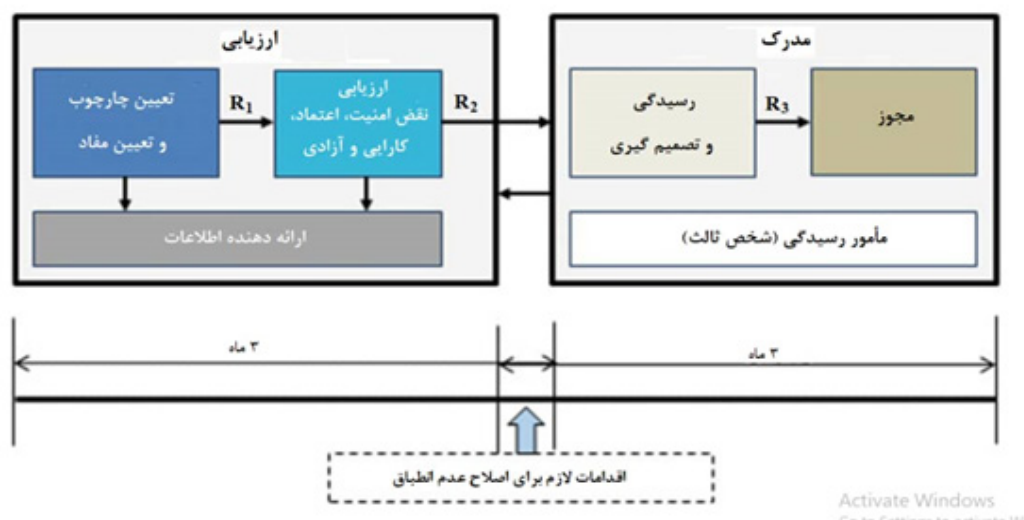 ارزیابی
مدرک
تعیین چارچوب
و تعیین مفاد
R1
ارزیابی
نقض امنیت، اعتماد،
کارایی و آزادی
R2
رسیدگی
و تصمیم گیری
R3
مجوز
ارائه دهنده اطلاعات
مأمور رسیدگی (شخص ثالث)
۳ ماه
۳ ماه
اقدامات لازم برای اصلاح عدم انطباق
Activate Windows